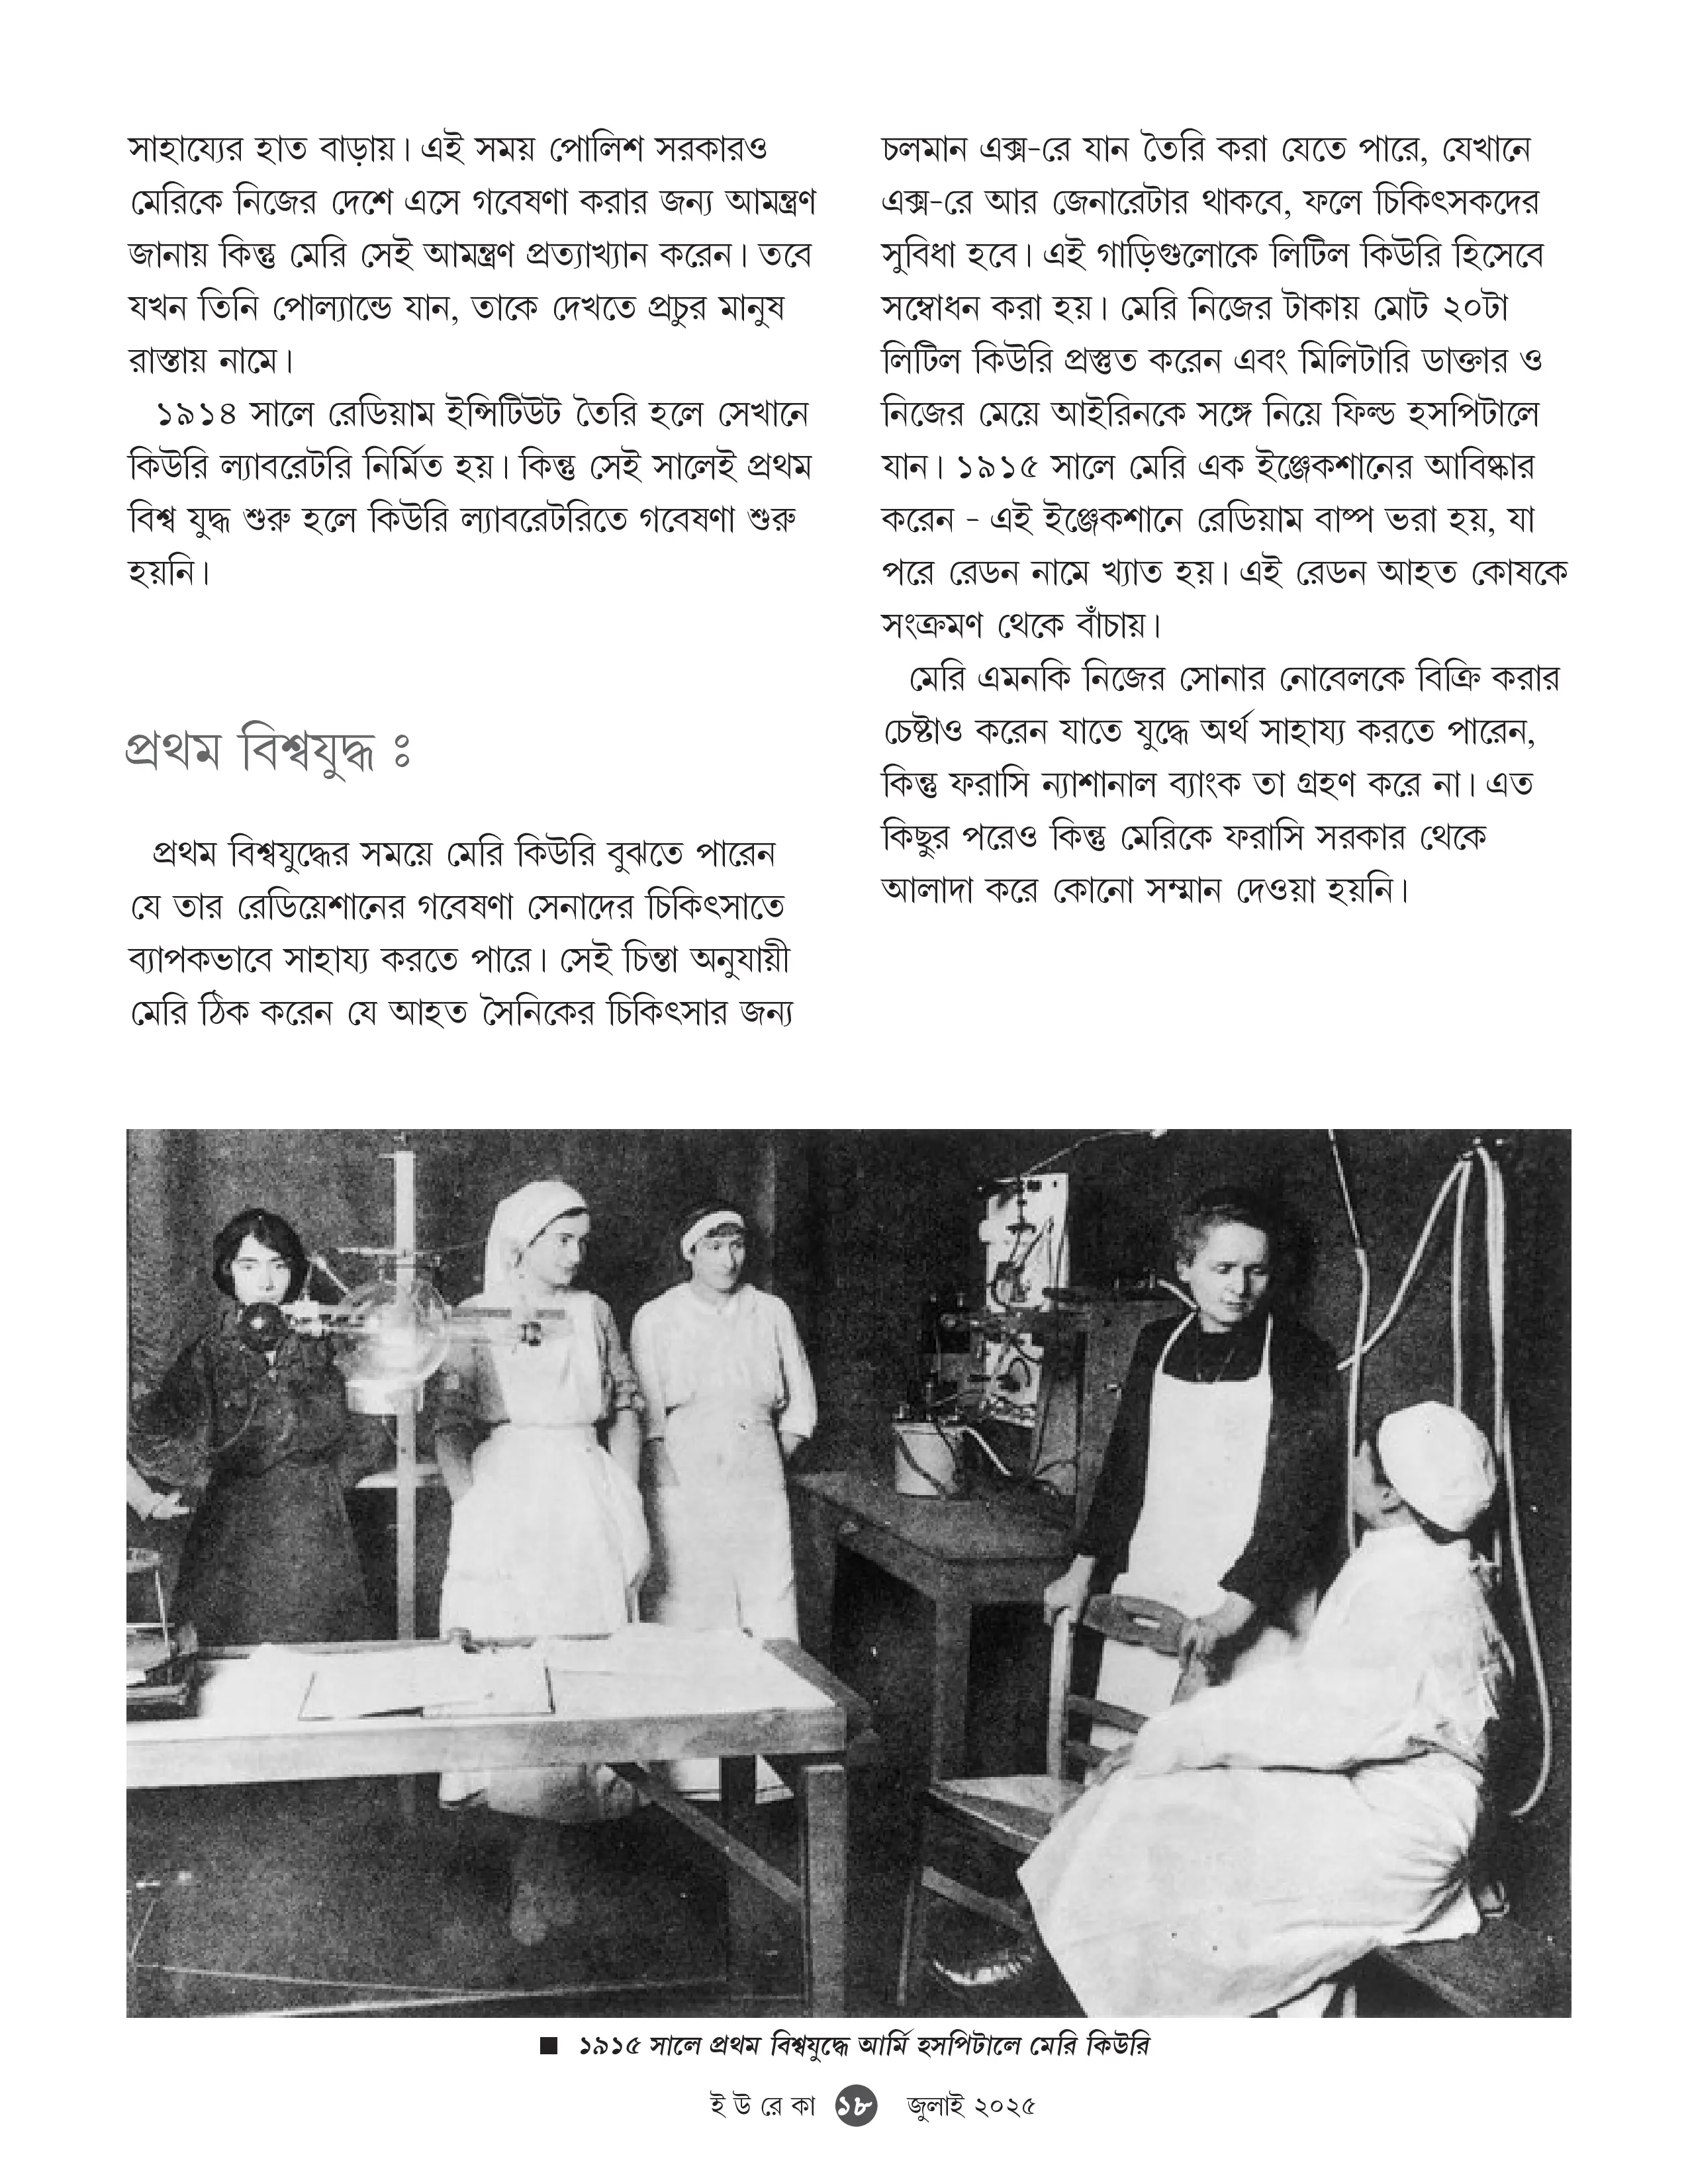 সাহায্যের হাত বাড়ায়। এই সময় পোলিশ সরকারও
মেরিকে নিজের দেশে এসে গবেষণা করার জন্য আমন্ত্রণ
জানায় কিন্তু মেরি সেই আমন্ত্রণ প্রত্যাখ্যান করেন। তবে
যখন তিনি পোল্যান্ডে যান, তাকে দেখতে প্রচুর মানুষ
রাস্তায় নামে।
১৯১৪ সালে রেডিয়াম ইন্সিটিউট তৈরি হলে সেখানে
কিউরি ল্যাবরেটরি নির্মিত হয়। কিন্তু সেই সালেই প্রথম
বিশ্ব যুদ্ধ শুরু হলে কিউরি ল্যাবরেটরিতে গবেষণা শুরু
হয়নি।
প্রথম বিশ্বযুদ্ধ ঃ
প্রথম বিশ্বযুদ্ধের সময়ে মেরি কিউরি বুঝতে পারেন
যে তার রেডিয়েশানের গবেষণা সেনাদের চিকিৎসাতে
ব্যাপকভাবে সাহায্য করতে পারে। সেই চিন্তা অনুযায়ী
মেরি ঠিক করেন যে আহত সৈনিকের চিকিৎসার জন্য
চলমান এক্স-রে যান তৈরি করা যেতে পারে, যেখানে
এক্স-রে আর জেনারেটার থাকবে, ফলে চিকিৎসকদের
সুবিধা হবে। এই গাড়িগুলোকে লিটিল কিউরি হিসেবে
সম্বোধন করা হয়। মেরি নিজের টাকায় মোট ২০টা
লিটিল কিউরি প্রস্তুত করেন এবং মিলিটারি ডাক্তার ও
নিজের মেয়ে আইরিনকে সঙ্গে নিয়ে ফিল্ড হসপিটালে
যান। ১৯১৫ সালে মেরি এক ইঞ্জেকশানের আবিষ্কার
করেন - এই ইঞ্জেকশানে রেডিয়াম বাষ্প ভরা হয়, যা
পরে রেডন নামে খ্যাত হয়। এই রেডন আহত কোষকে
সংক্রমণ থেকে বাঁচায়।
মেরি এমনকি নিজের সোনার নোবেলকে বিক্রি করার
চেষ্টাও করেন যাতে যুদ্ধে অর্থ সাহায্য করতে পারেন,
কিন্তু ফরাসি ন্যাশানাল ব্যাংক তা গ্রহণ করে না। এত
কিছুর পরেও কিন্তু মেরিকে ফরাসি সরকার থেকে
আলাদা করে কোনো সম্মান দেওয়া হয়নি।
■ ১৯১৫ সালে প্রথম বিশ্বযুদ্ধে আর্মি হসপিটালে মেরি কিউরি
ই উ রে কা ১৮ জুলাই ২০২৫